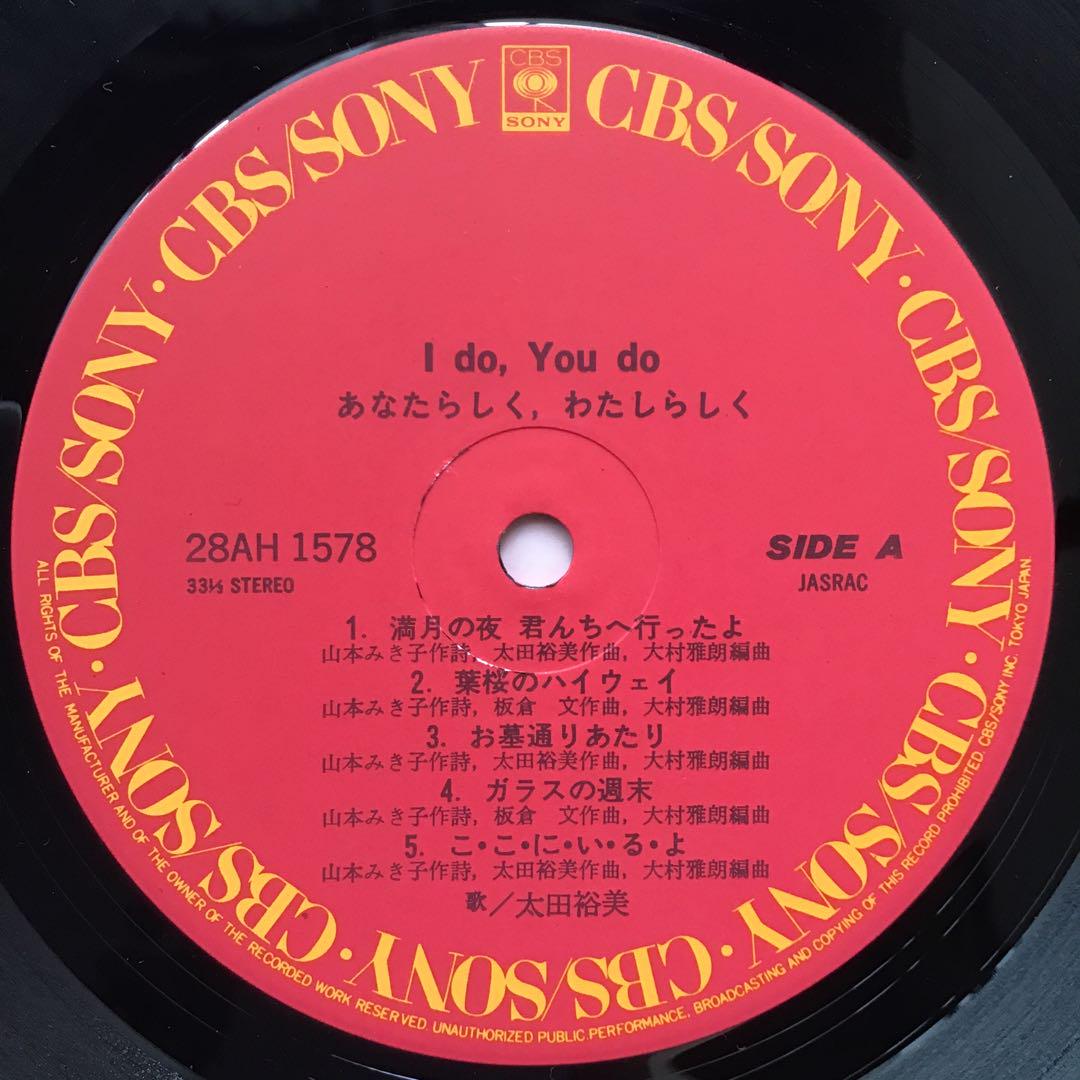 CBS
SONY
CBS/SONY · CBS/SONY · CBS/SONY · CBS/SONY · CBS/SONY · CBS/SONY · CBS/SONY · CBS/SONY
I do, You do
あなたらしく, わたしらしく
28AH 1578
33⅓ STEREO
SIDE A
JASRAC
1. 満月の夜 君んちへ行ったよ
山本みき子作詩, 太田裕美作曲, 大村雅朗編曲
2. 葉桜のハイウェイ
山本みき子作詩, 板倉 文作曲, 大村雅朗編曲
3. お墓通りあたり
山本みき子作詩, 太田裕美作曲, 大村雅朗編曲
4. ガラスの週末
山本みき子作詩, 板倉 文作曲, 大村雅朗編曲
5. こ・こ・に・い・る・よ
山本みき子作詩, 太田裕美作曲, 大村雅朗編曲
歌/太田裕美
ALL RIGHTS OF THE MANUFACTURER AND OF THE OWNER OF THE RECORDED WORK RESERVED. UNAUTHORIZED PUBLIC PERFORMANCE, BROADCASTING AND COPYING OF THIS RECORD PROHIBITED. CBS/SONY INC. TOKYO JAPAN